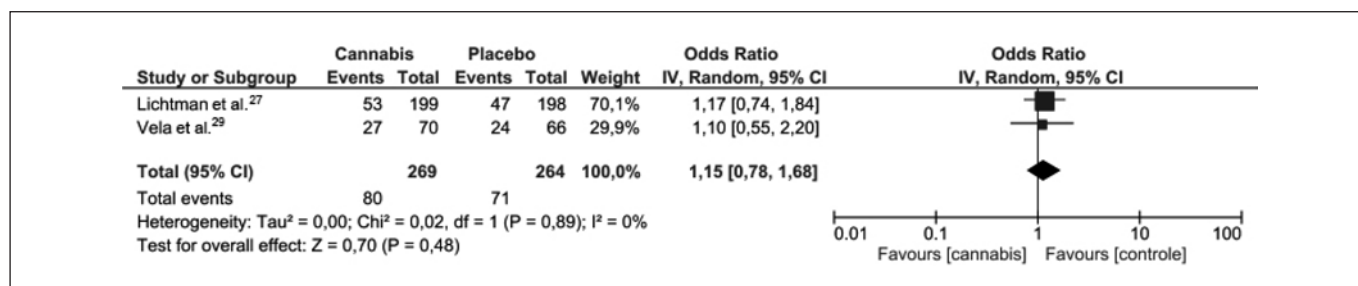 Cannabis Placebo Odds Ratio Odds Ratio
Study or Subgroup Events Total Events Total Weight IV, Random, 95% CI IV, Random, 95% CI
Lichtman et al.27 53 199 47 198 70,1% 1,17 [0,74, 1,84]
Vela et al.29 27 70 24 66 29,9% 1,10 [0,55, 2,20]
Total (95% CI) 269 264 100,0% 1,15 [0,78, 1,68]
Total events 80 71
Heterogeneity: Tau² = 0,00; Chi² = 0,02, df = 1 (P = 0,89); I² = 0%
Test for overall effect: Z = 0,70 (P = 0,48)
0.01 0.1 1 10 100
Favours [cannabis] Favours [controle]